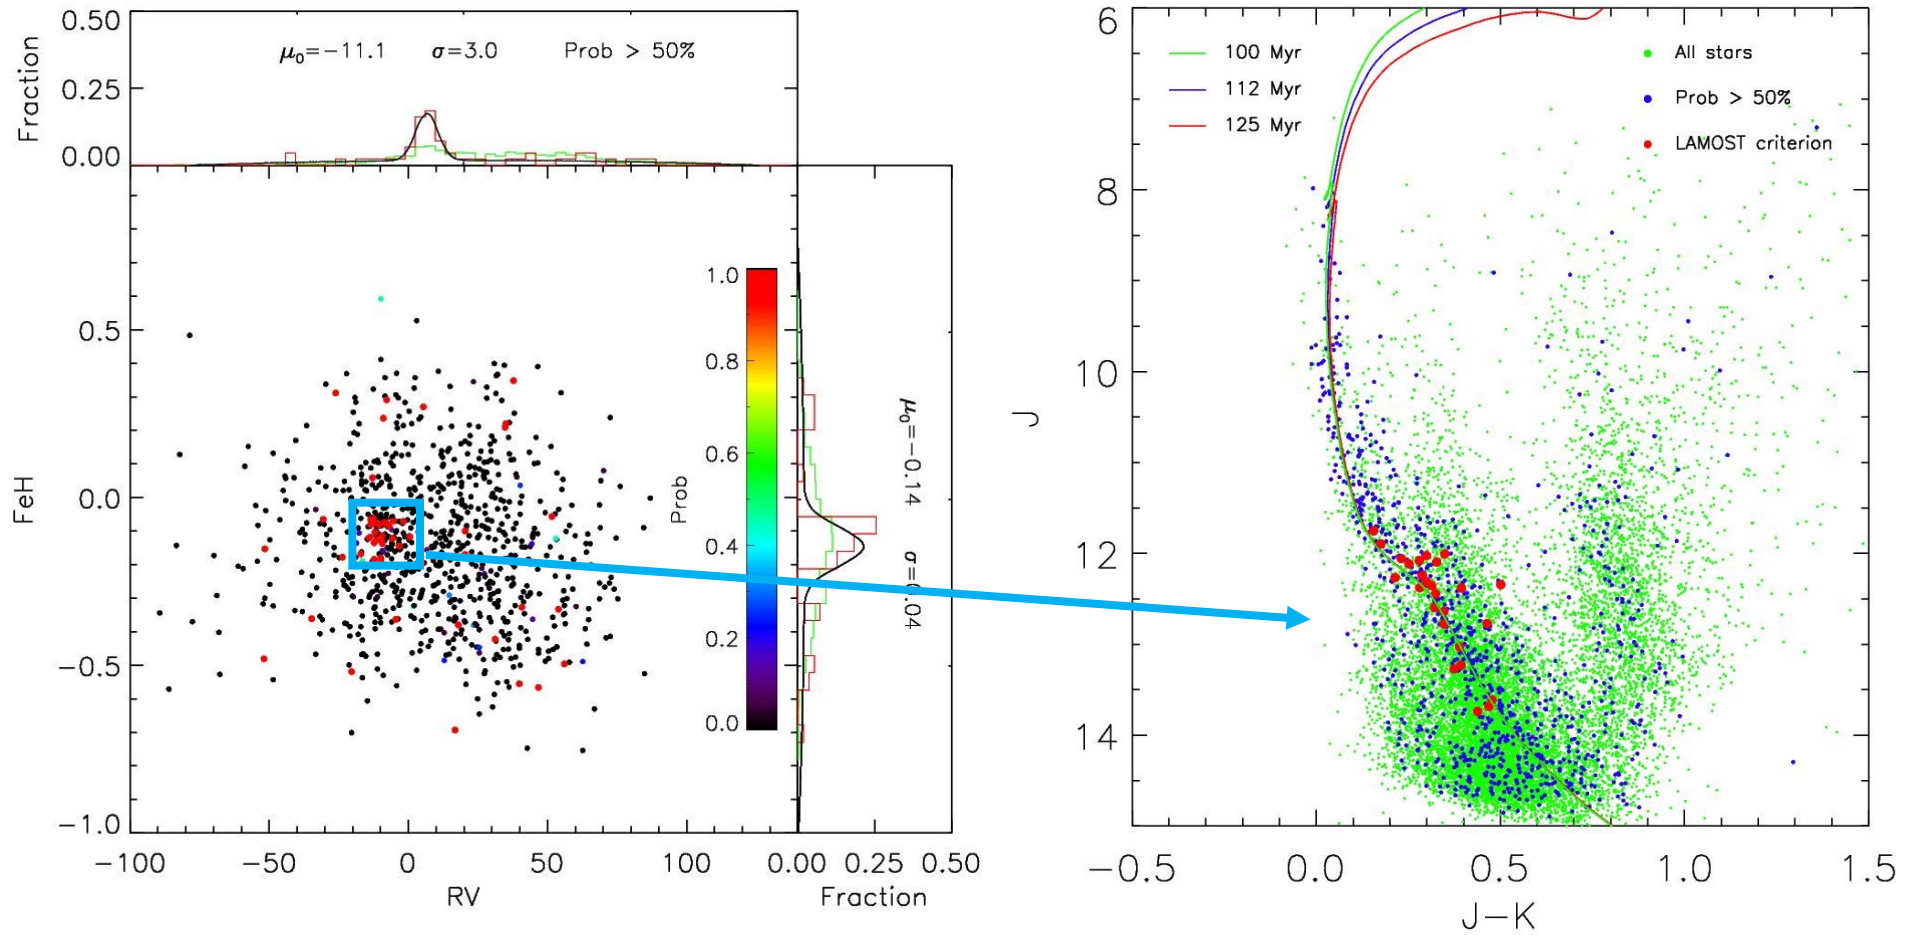 0.50
0.25
0.00
Fraction
μ₀=−11.1 σ=3.0 Prob > 50%
FeH
0.5
0.0
−0.5
−1.0
−100 −50 0 50 100
RV
Prob
1.0
0.8
0.6
0.4
0.2
0.0
μ₀=−0.14 σ=0.04
0.00 0.25 0.50
Fraction
J
6
8
10
12
14
100 Myr
112 Myr
125 Myr
All stars
Prob > 50%
LAMOST criterion
−0.5 0.0 0.5 1.0 1.5
J−K